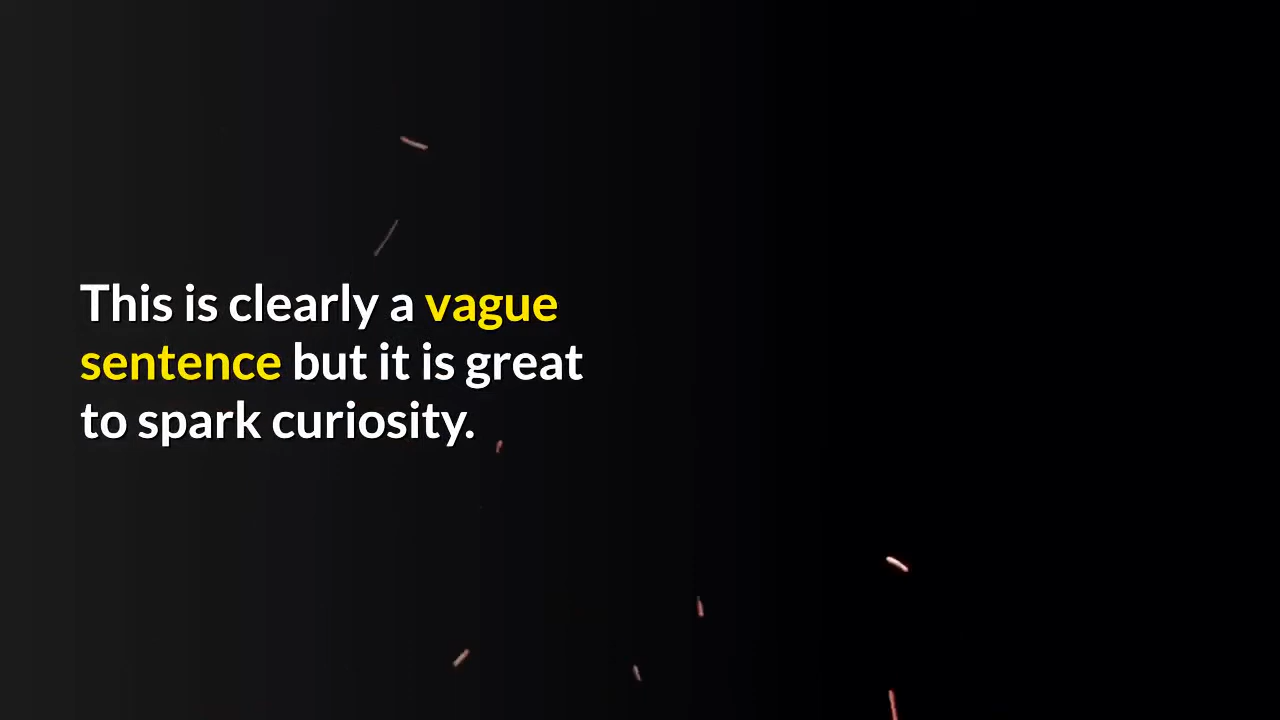 This is clearly a vague
sentence but it is great
to spark curiosity.